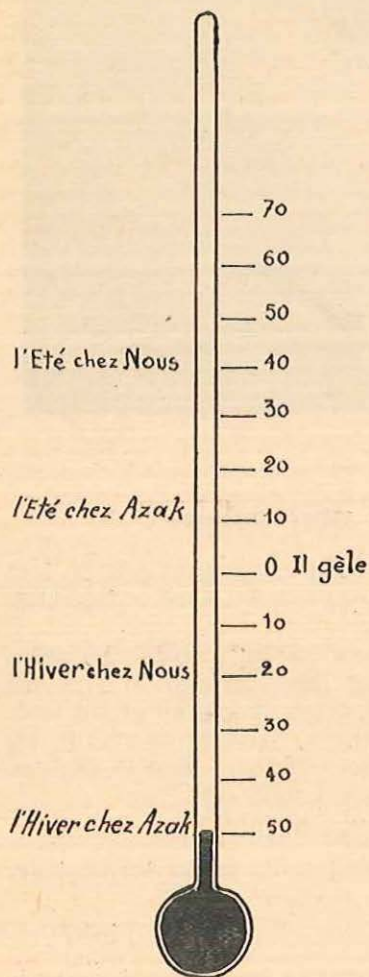 70
60
50
l'Eté chez Nous 40
30
20
l'Eté chez Azak 10
0 Il gèle
10
l'Hiver chez Nous 20
30
40
l'Hiver chez Azak 50